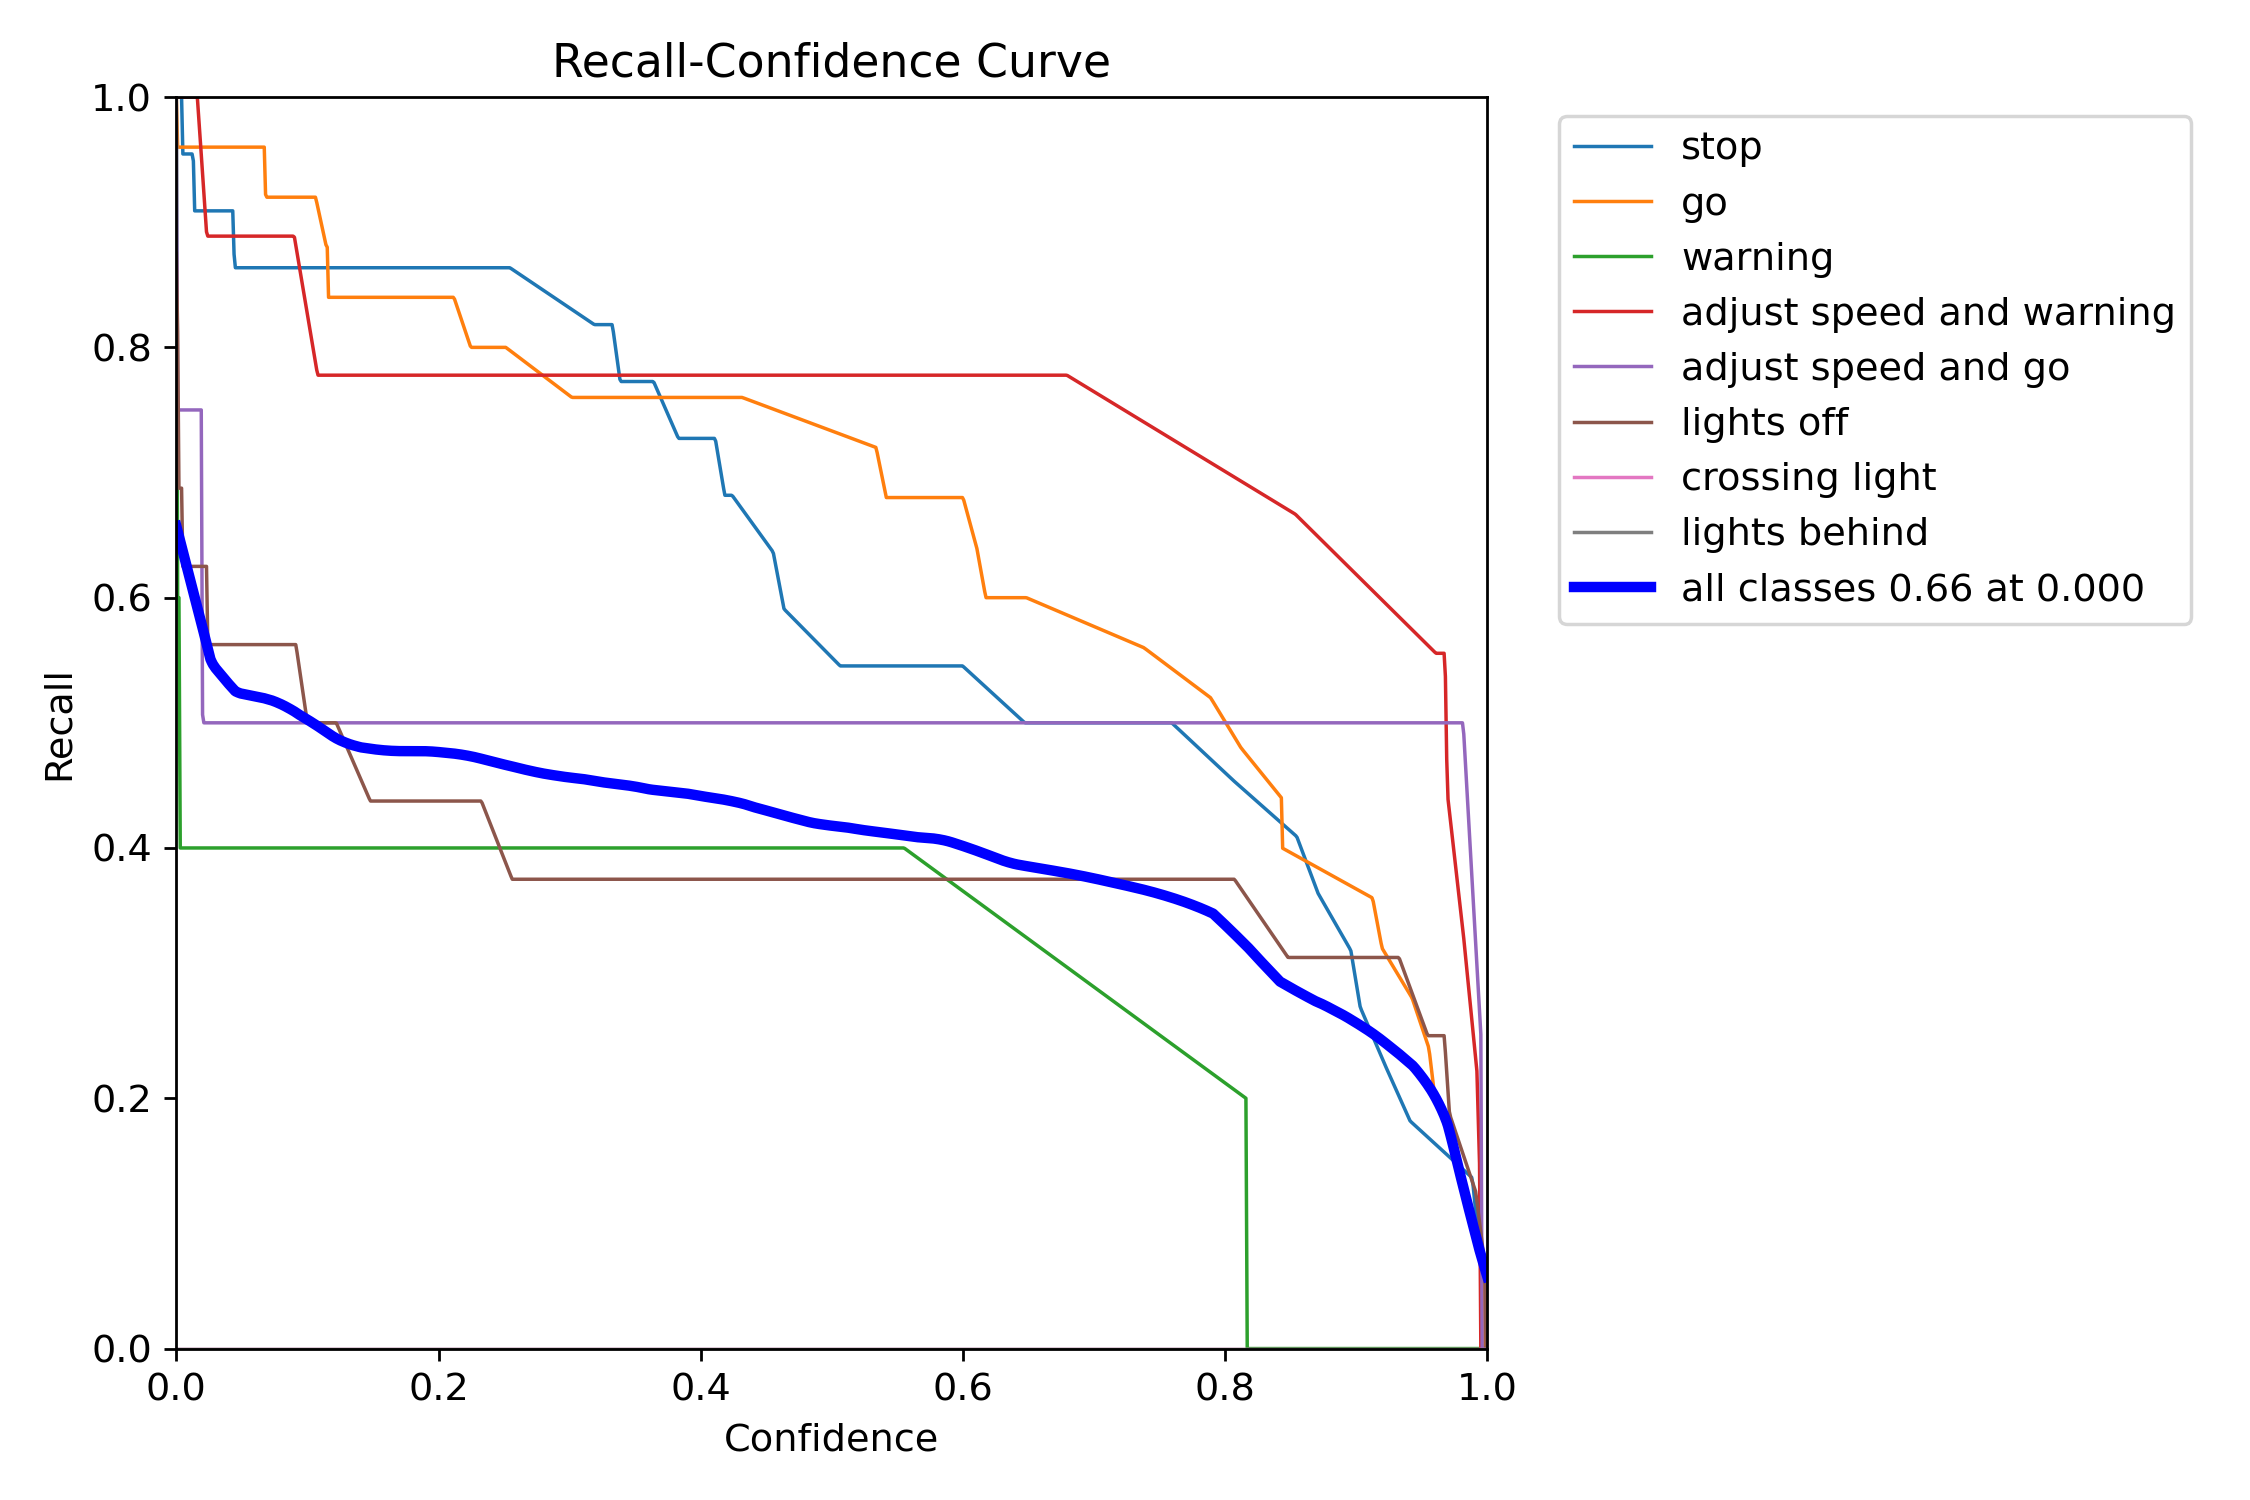 Recall-Confidence Curve
1.0
0.8
0.6
0.4
0.2
0.0
Recall
0.0 0.2 0.4 0.6 0.8 1.0
Confidence
stop
go
warning
adjust speed and warning
adjust speed and go
lights off
crossing light
lights behind
all classes 0.66 at 0.000